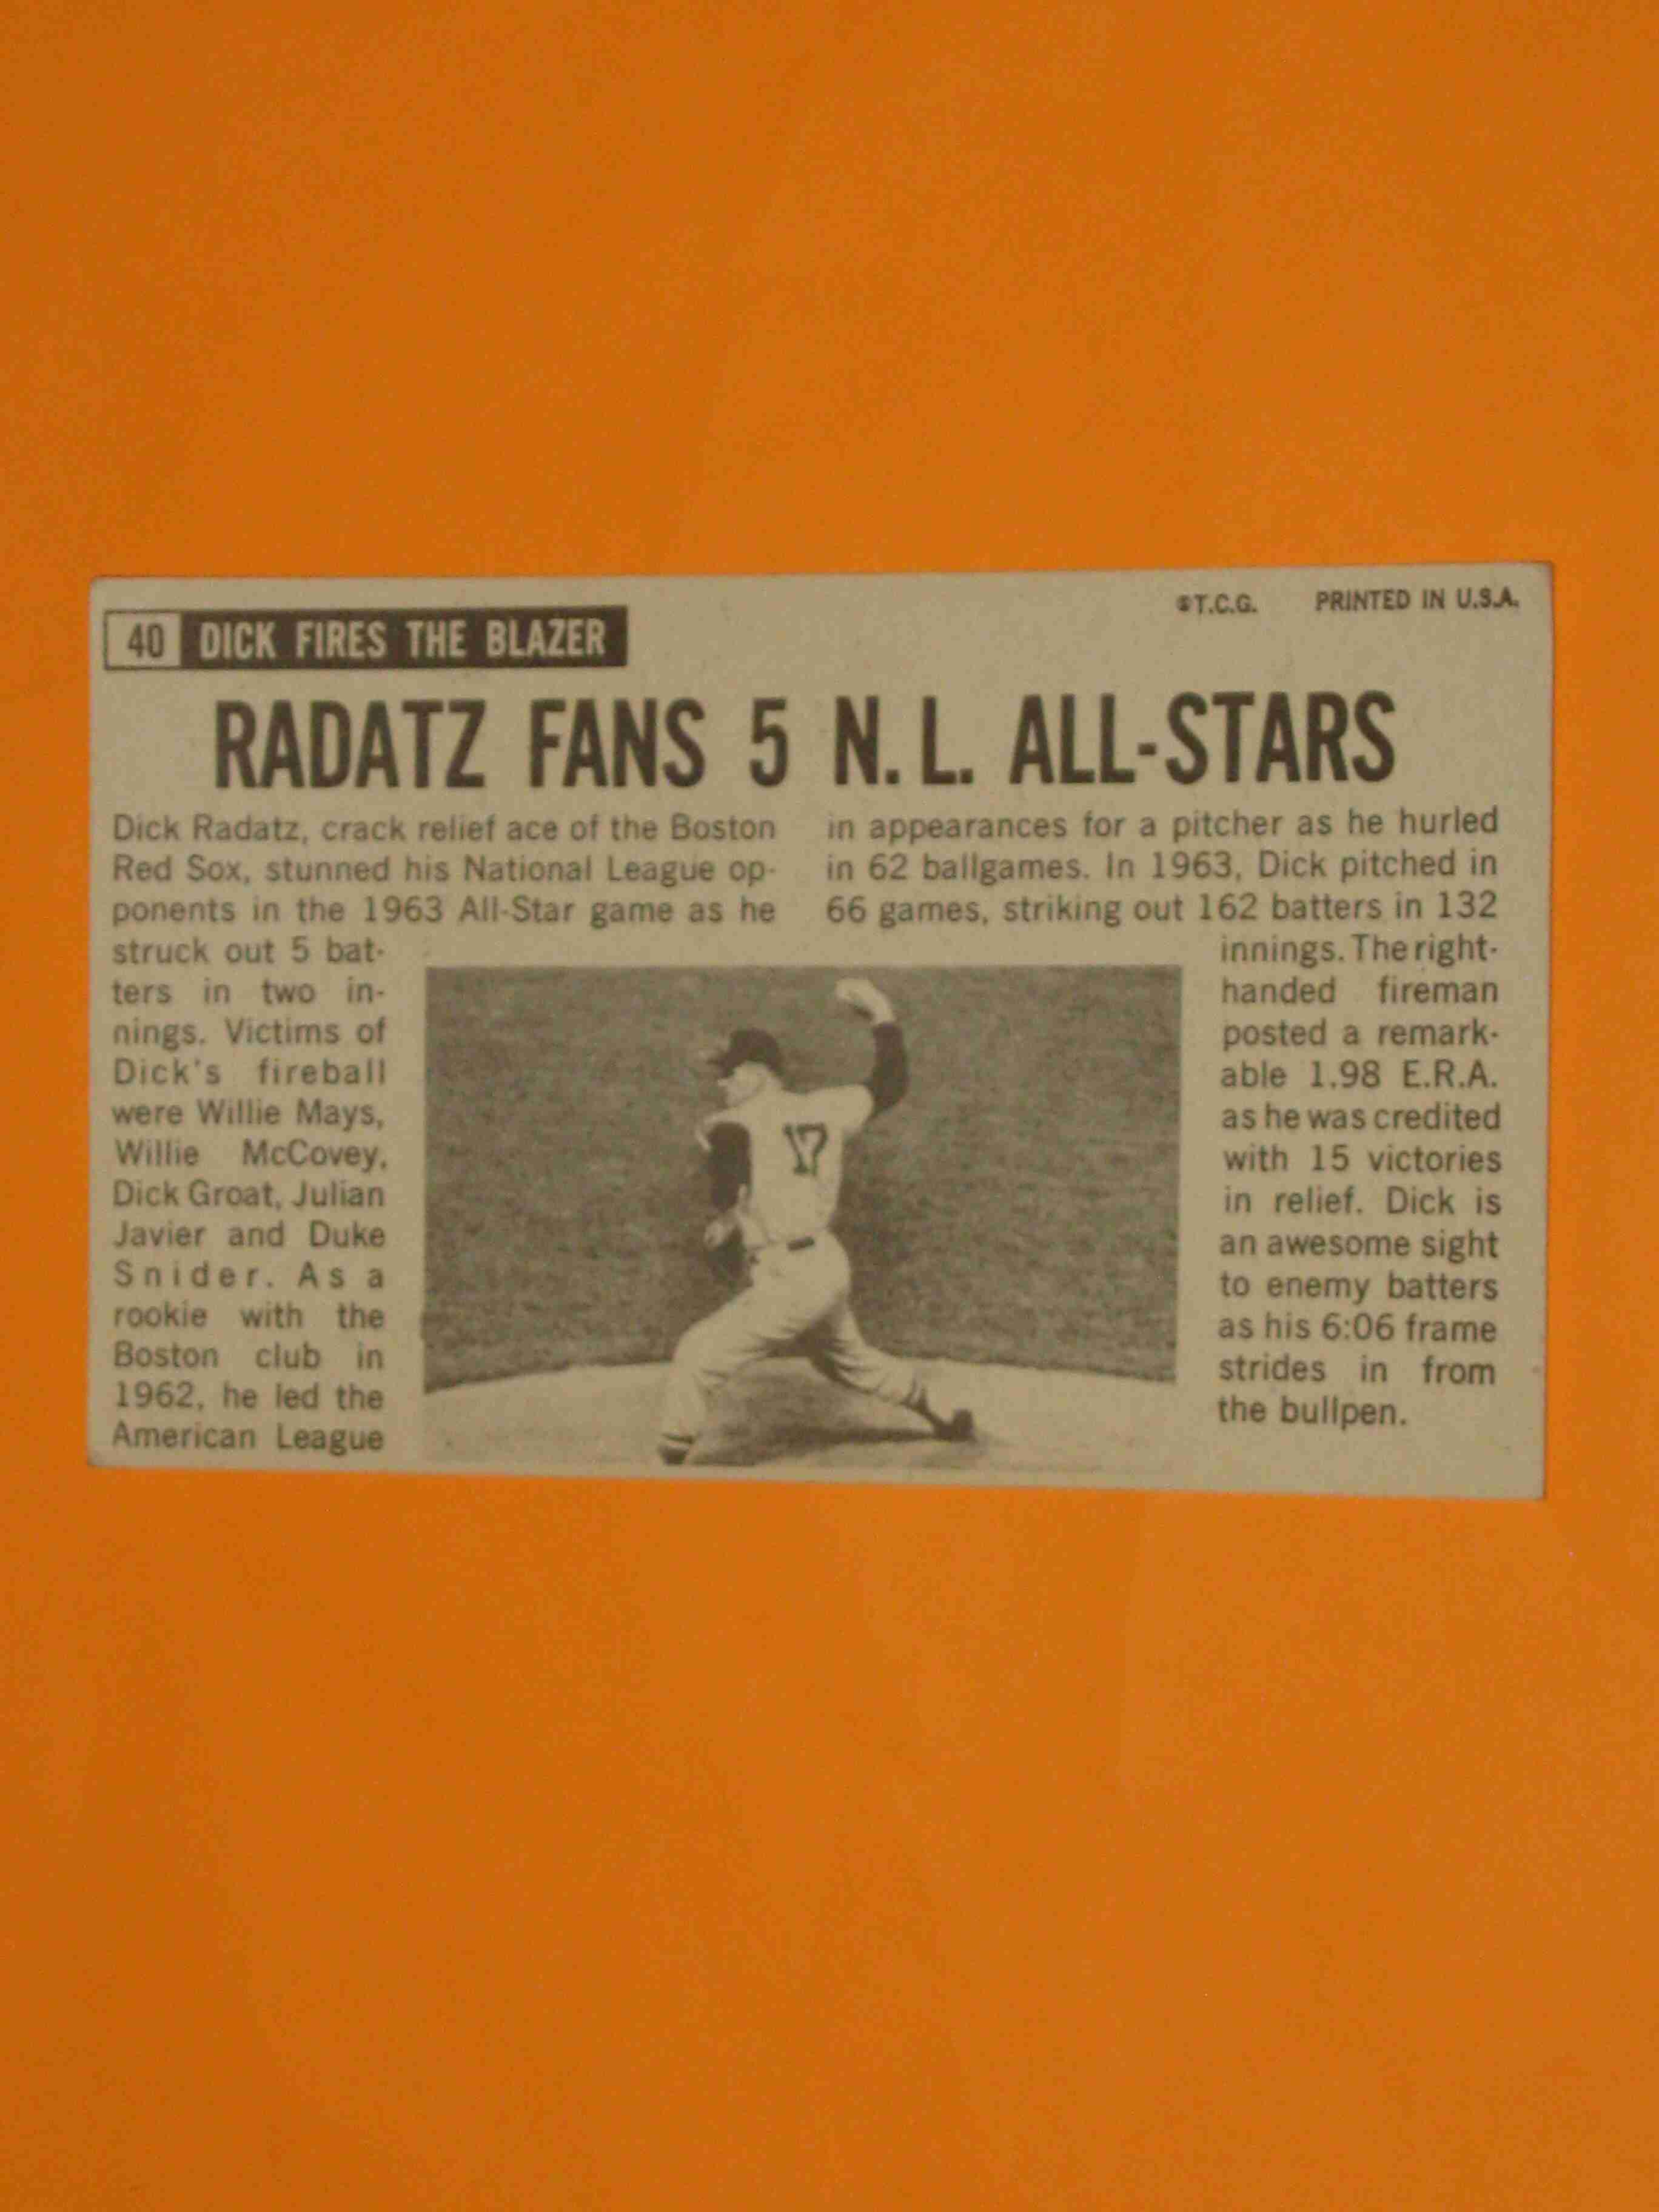 ©T.C.G. PRINTED IN U.S.A.
40 DICK FIRES THE BLAZER
RADATZ FANS 5 N.L. ALL-STARS
Dick Radatz, crack relief ace of the Boston
Red Sox, stunned his National League op-
ponents in the 1963 All-Star game as he
struck out 5 bat-
ters in two in-
nings. Victims of
Dick's fireball
were Willie Mays,
Willie McCovey,
Dick Groat, Julian
Javier and Duke
Snider. As a
rookie with the
Boston club in
1962, he led the
American League
in appearances for a pitcher as he hurled
in 62 ballgames. In 1963, Dick pitched in
66 games, striking out 162 batters in 132
innings. The right-
handed fireman
posted a remark-
able 1.98 E.R.A.
as he was credited
with 15 victories
in relief. Dick is
an awesome sight
to enemy batters
as his 6:06 frame
strides in from
the bullpen.
17